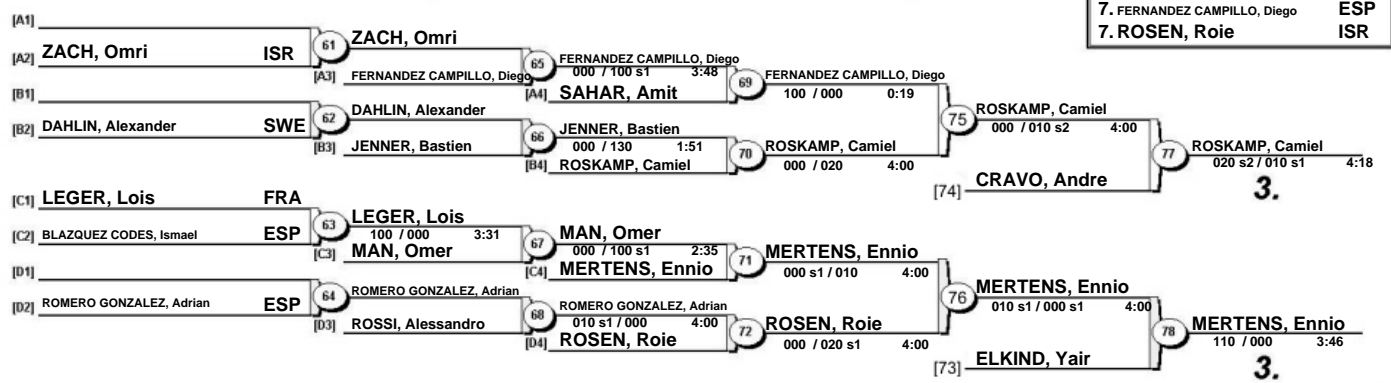 7. FERNANDEZ CAMPILLO, Diego ESP
7. ROSEN, Roie ISR
[A1]
[A2] ZACH, Omri ISR
61 ZACH, Omri
[A3] FERNANDEZ CAMPILLO, Diego
65 FERNANDEZ CAMPILLO, Diego
000 / 100 s1 3:48
[A4] SAHAR, Amit
69 FERNANDEZ CAMPILLO, Diego
100 / 000 0:19
[B1]
[B2] DAHLIN, Alexander SWE
62 DAHLIN, Alexander
[B3] JENNER, Bastien
66 JENNER, Bastien
000 / 130 1:51
[B4] ROSKAMP, Camiel
70 ROSKAMP, Camiel
000 / 020 4:00
75 ROSKAMP, Camiel
000 / 010 s2 4:00
[74] CRAVO, Andre
77 ROSKAMP, Camiel
020 s2 / 010 s1 4:18
3.
[C1] LEGER, Lois FRA
[C2] BLAZQUEZ CODES, Ismael ESP
63 LEGER, Lois
100 / 000 3:31
[C3] MAN, Omer
67 MAN, Omer
000 / 100 s1 2:35
[C4] MERTENS, Ennio
71 MERTENS, Ennio
000 s1 / 010 4:00
[D1]
[D2] ROMERO GONZALEZ, Adrian ESP
64 ROMERO GONZALEZ, Adrian
[D3] ROSSI, Alessandro
68 ROMERO GONZALEZ, Adrian
010 s1 / 000 4:00
[D4] ROSEN, Roie
72 ROSEN, Roie
000 / 020 s1 4:00
76 MERTENS, Ennio
010 s1 / 000 s1 4:00
[73] ELKIND, Yair
78 MERTENS, Ennio
110 / 000 3:46
3.